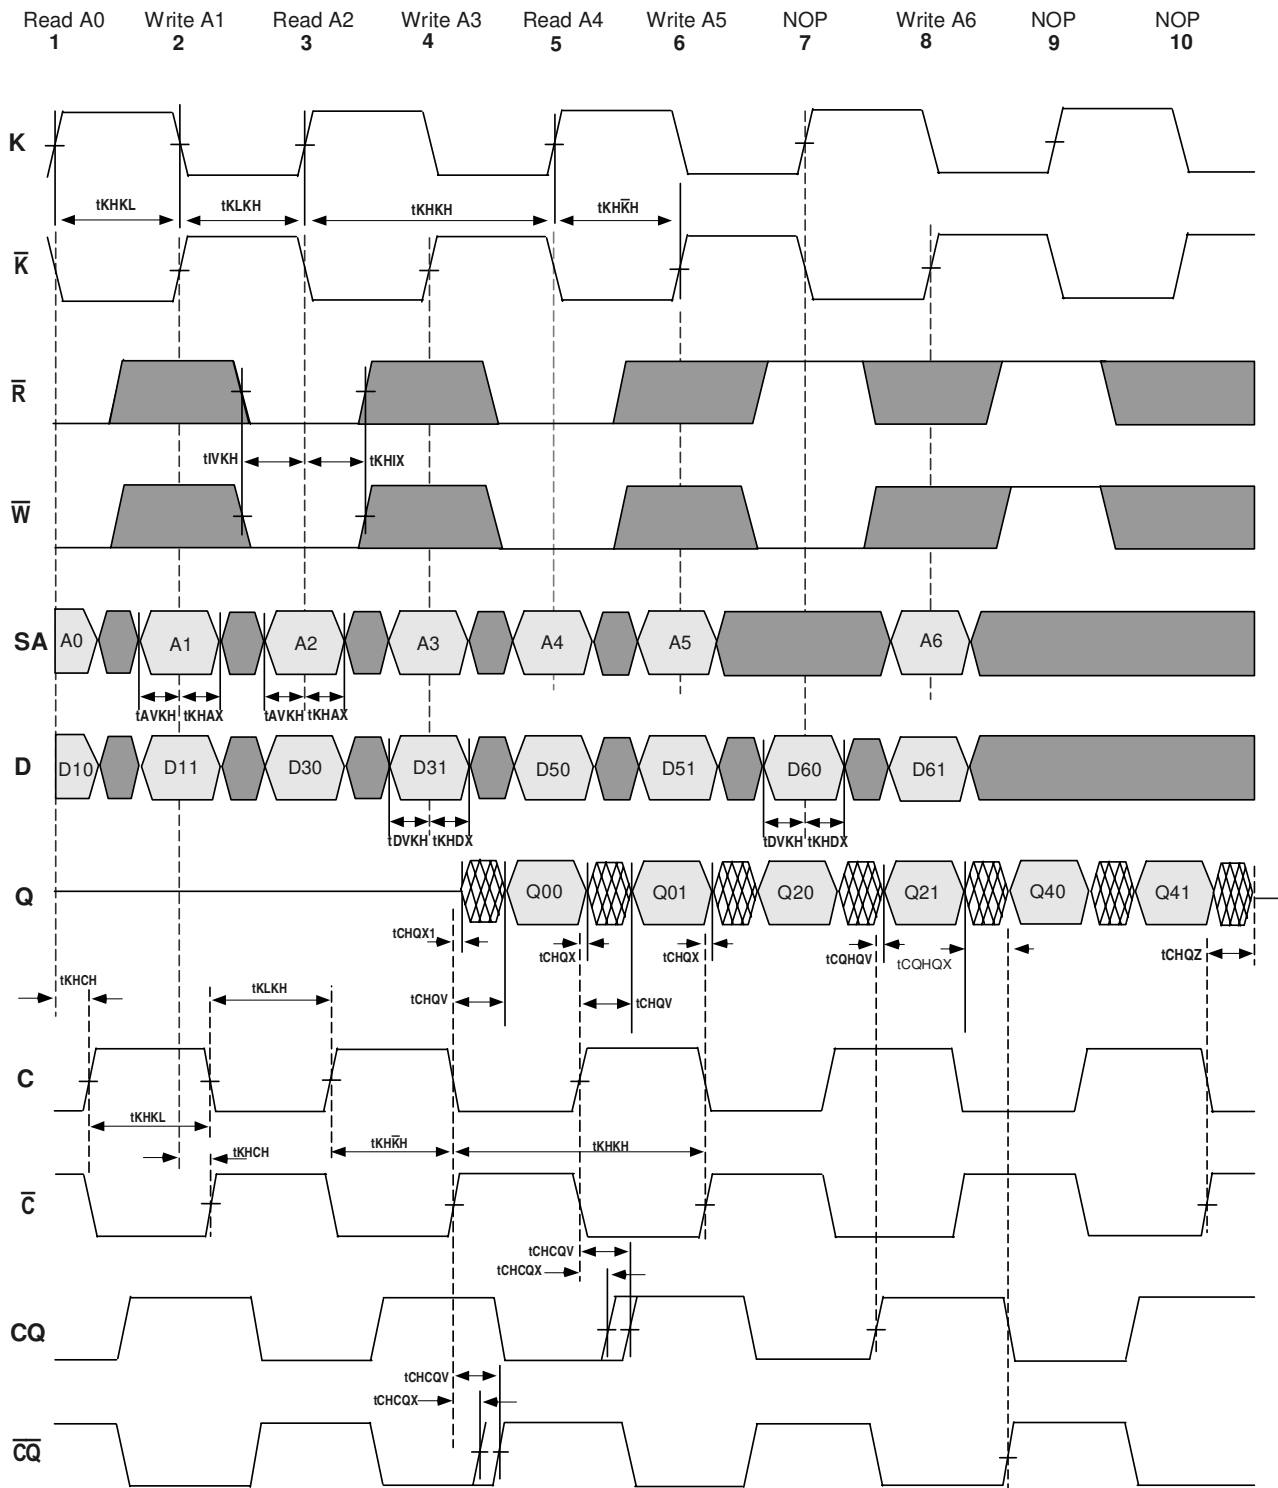 Read A0 Write A1 Read A2 Write A3 Read A4 Write A5 NOP Write A6 NOP NOP
1 2 3 4 5 6 7 8 9 10
K
tKHKL tKLKH tKHKH tKHK̅H
K̅
R̅
tIVKH tKHIX
W̅
SA A0 A1 A2 A3 A4 A5 A6
tAVKH tKHAX tAVKH tKHAX
D D10 D11 D30 D31 D50 D51 D60 D61
tDVKH tKHDX tDVKH tKHDX
Q Q00 Q01 Q20 Q21 Q40 Q41
tCHQX1 tCHQX tCHQX tCQHQV tCQHQX tCHQZ
tKHCH tKLKH tCHQV tCHQV
C
tKHKL tKHCH tKHK̅H tKHKH
C̅
tCHCQV
tCHCQX
CQ
tCHCQV
tCHCQX
C̅Q̅